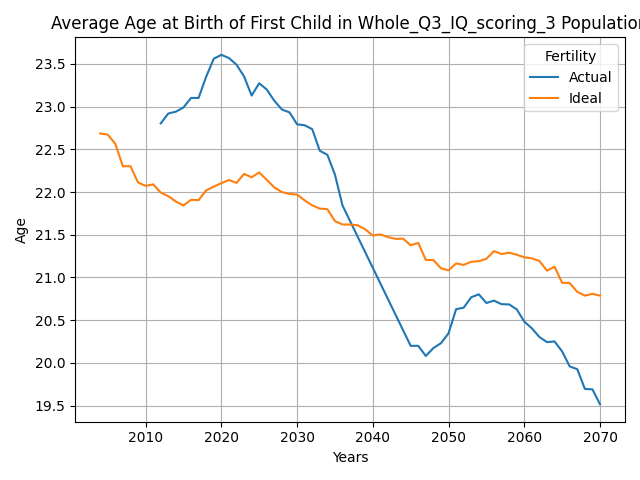 Average Age at Birth of First Child in Whole_Q3_IQ_scoring_3 Population
Fertility
Actual
Ideal
23.5
23.0
22.5
22.0
21.5
21.0
20.5
20.0
19.5
Age
2010 2020 2030 2040 2050 2060 2070
Years